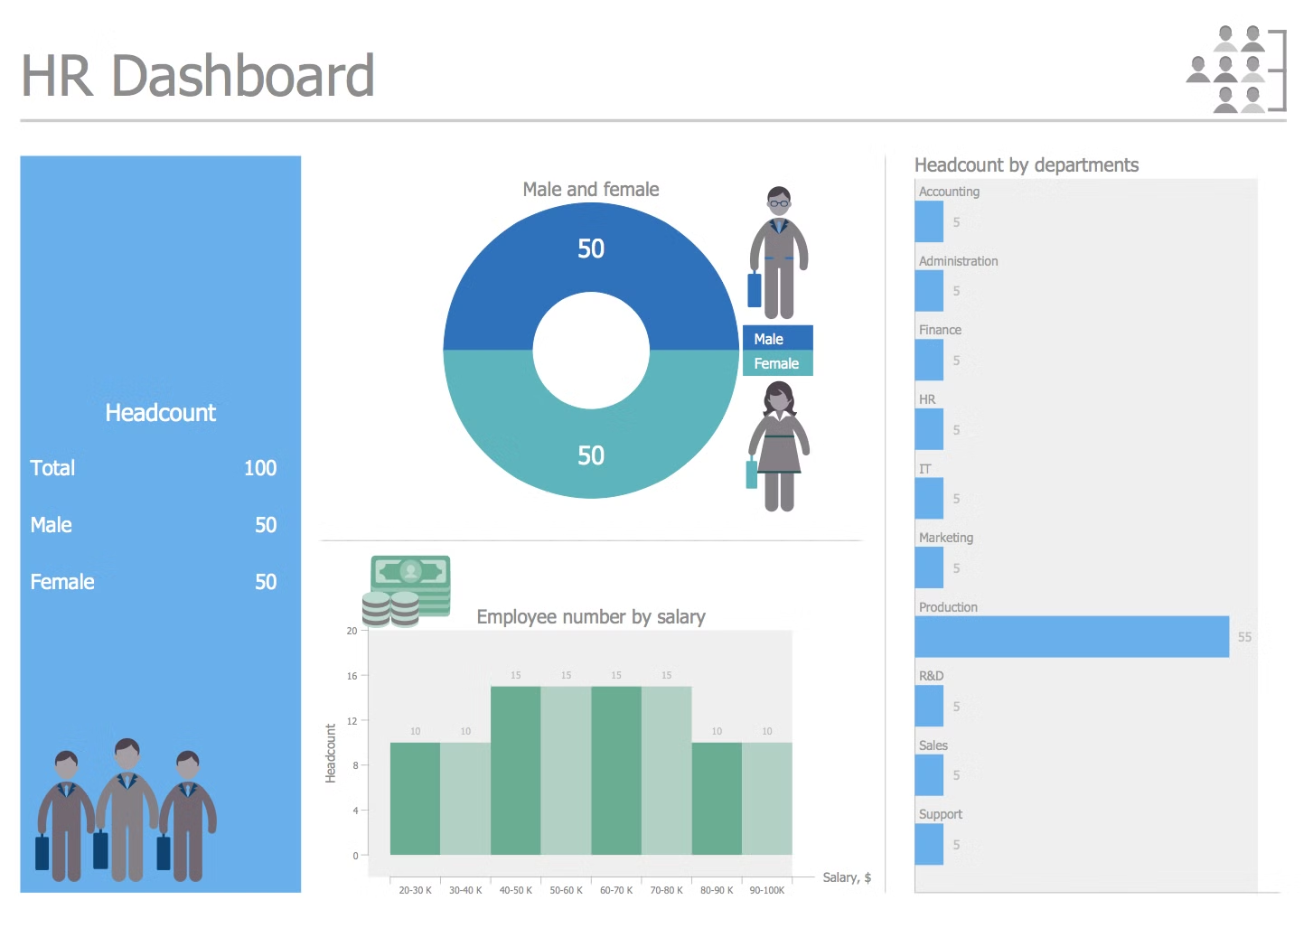 HR Dashboard
Headcount
Total 100
Male 50
Female 50
Male and female
50
50
Male
Female
Employee number by salary
Headcount
20
16
12
8
4
0
10 10 15 15 15 15 10 10
20-30 K 30-40 K 40-50 K 50-60 K 60-70 K 70-80 K 80-90 K 90-100K
Salary, $
Headcount by departments
Accounting
5
Administration
5
Finance
5
HR
5
IT
5
Marketing
5
Production
55
R&D
5
Sales
5
Support
5